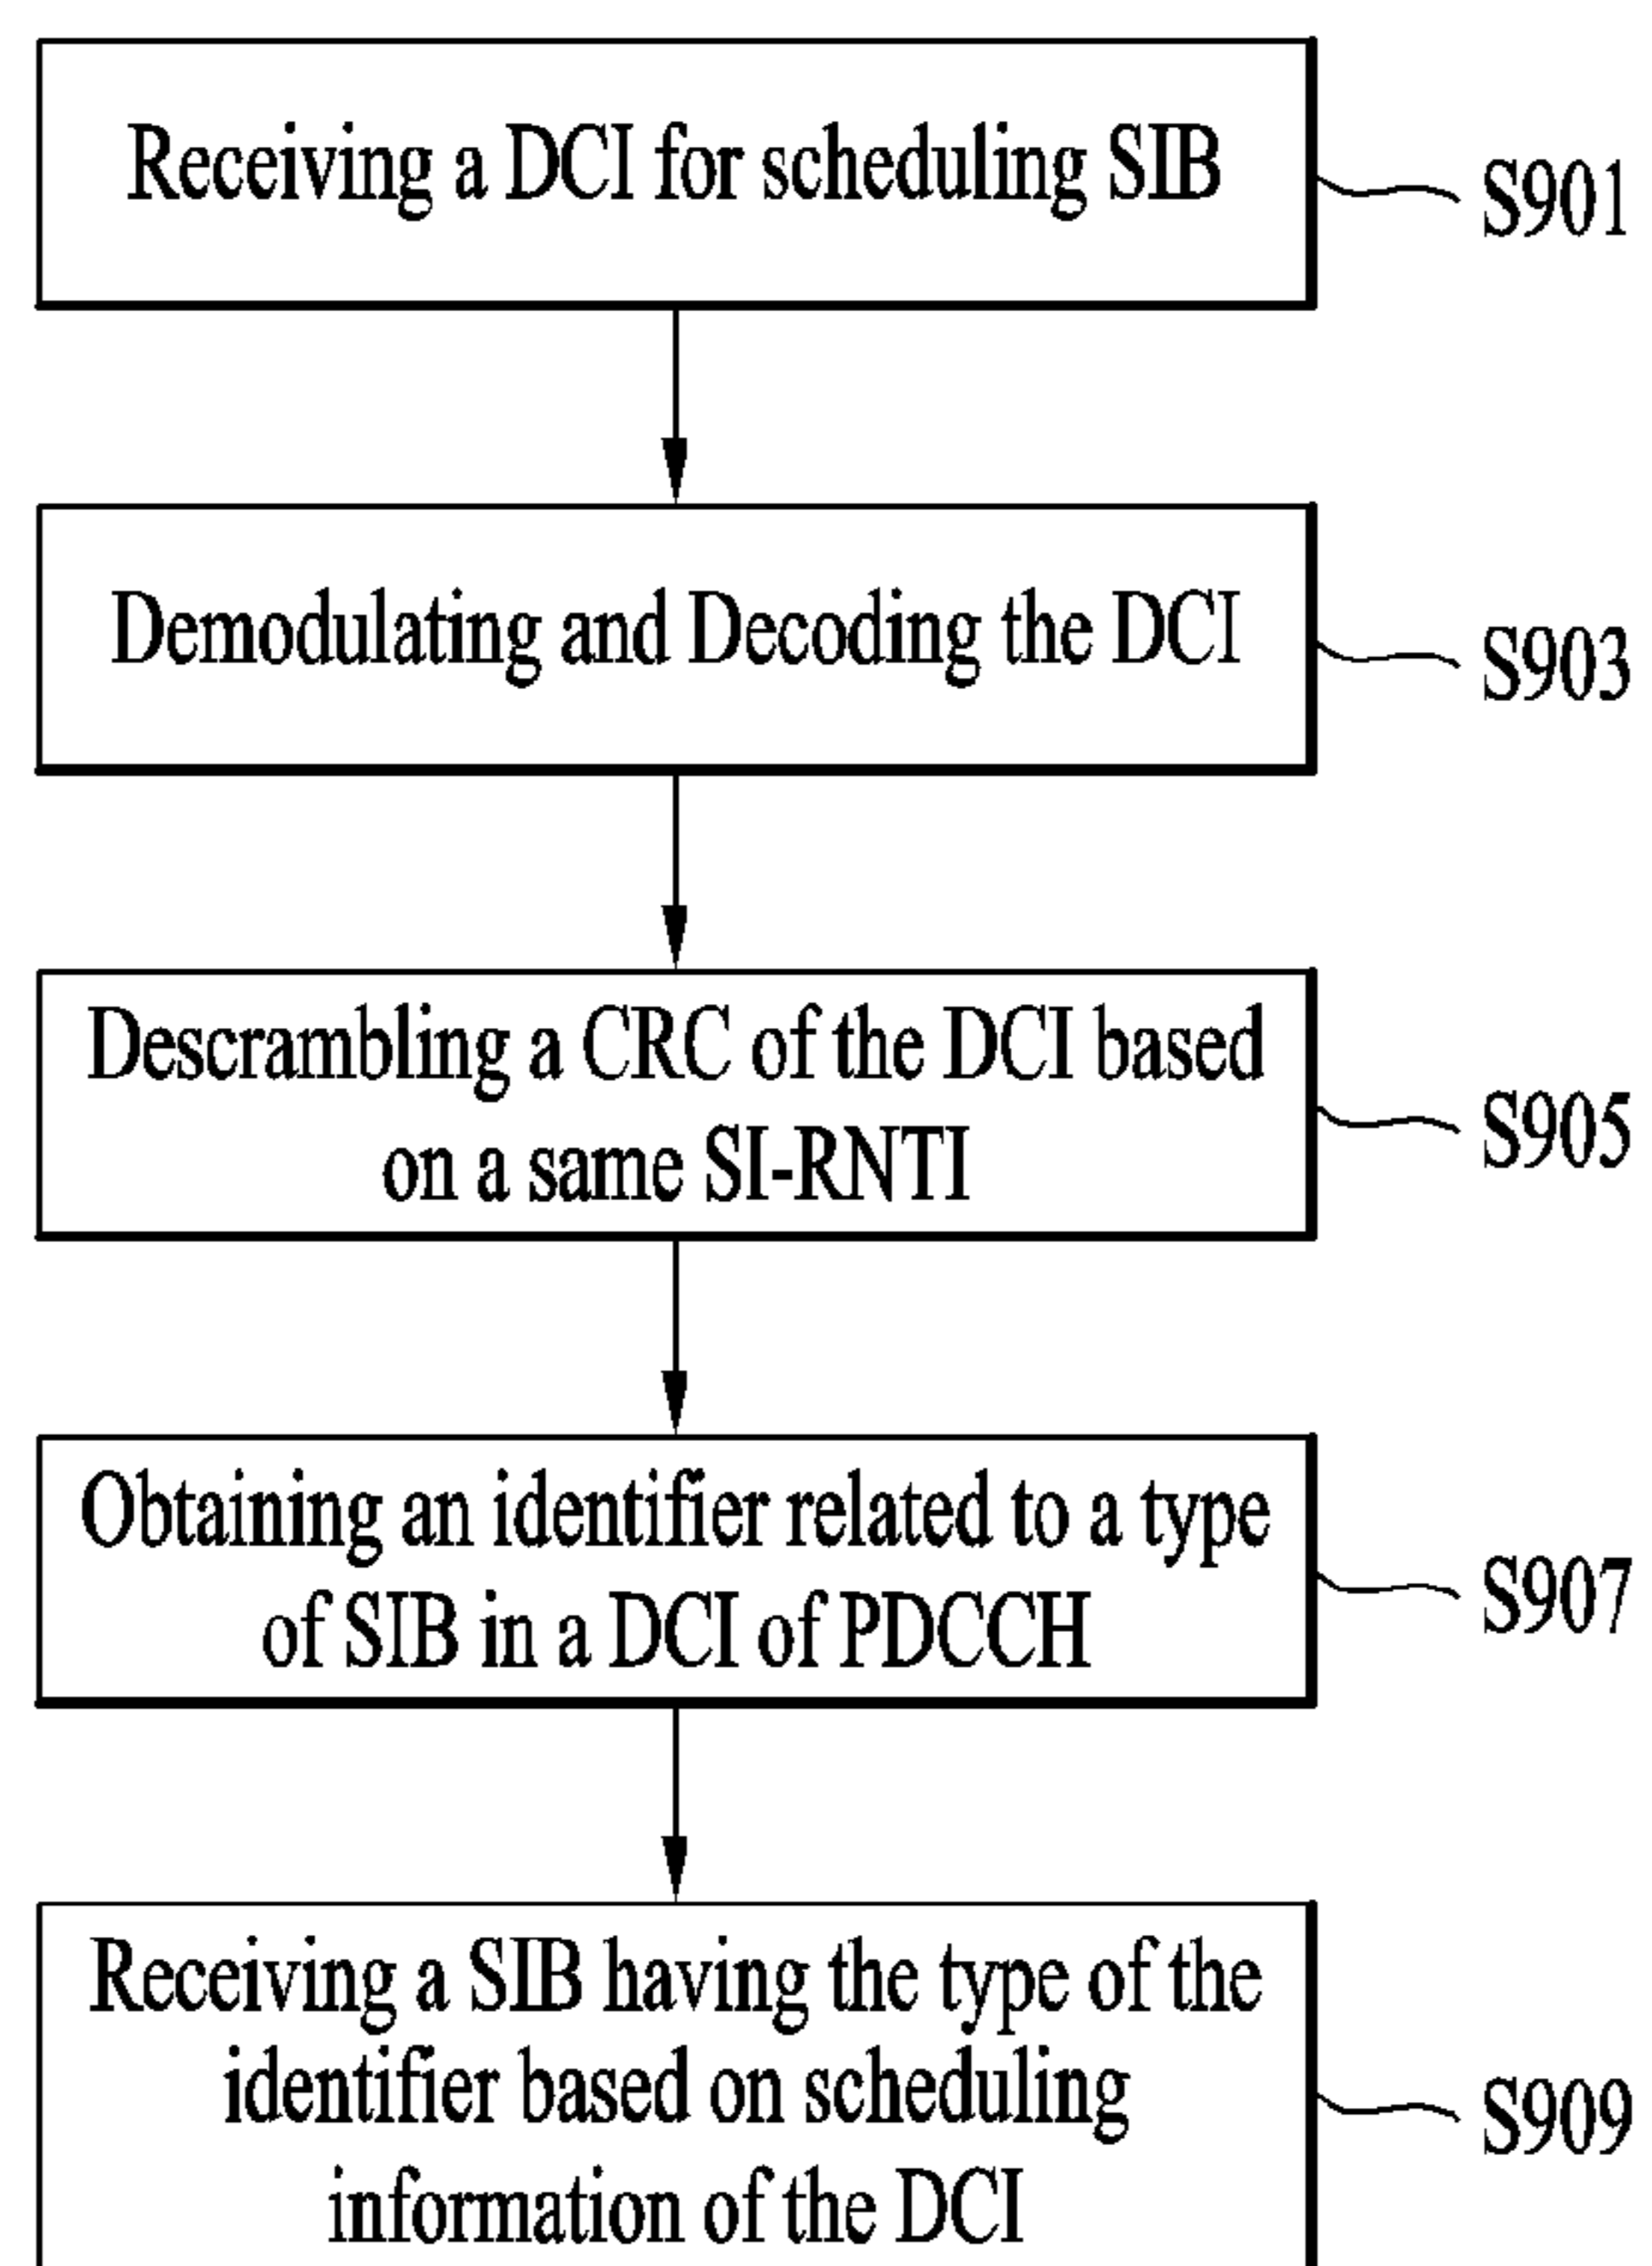 Receiving a DCI for scheduling SIB
S901
Demodulating and Decoding the DCI
S903
Descrambling a CRC of the DCI based
on a same SI-RNTI
S905
Obtaining an identifier related to a type
of SIB in a DCI of PDCCH
S907
Receiving a SIB having the type of the
identifier based on scheduling
information of the DCI
S909